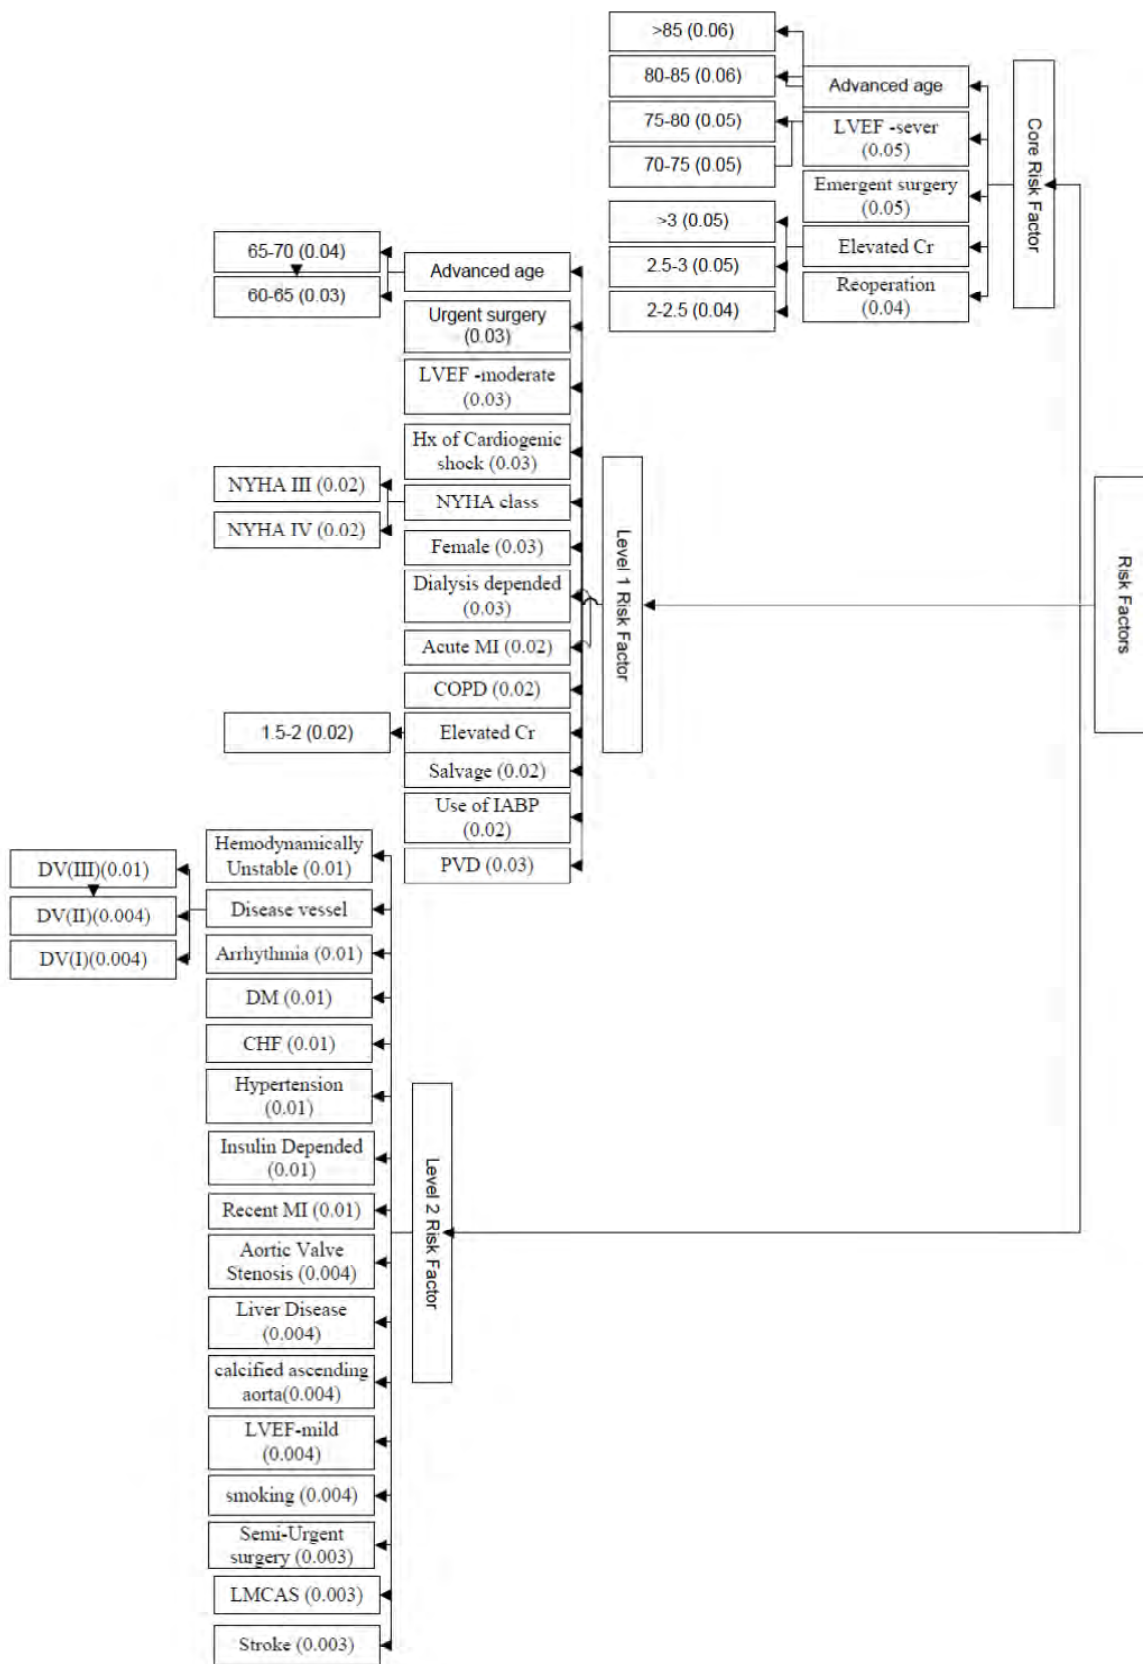 Risk Factors
Core Risk Factor
Advanced age
>85 (0.06)
80-85 (0.06)
75-80 (0.05)
70-75 (0.05)
LVEF -sever
(0.05)
Emergent surgery
(0.05)
Elevated Cr
>3 (0.05)
2.5-3 (0.05)
2-2.5 (0.04)
Reoperation
(0.04)
Level 1 Risk Factor
Advanced age
65-70 (0.04)
60-65 (0.03)
Urgent surgery
(0.03)
LVEF -moderate
(0.03)
Hx of Cardiogenic
shock (0.03)
NYHA class
NYHA III (0.02)
NYHA IV (0.02)
Female (0.03)
Dialysis depended
(0.03)
Acute MI (0.02)
COPD (0.02)
Elevated Cr
1.5-2 (0.02)
Salvage (0.02)
Use of IABP
(0.02)
PVD (0.03)
Level 2 Risk Factor
Hemodynamically
Unstable (0.01)
Disease vessel
DV(III)(0.01)
DV(II)(0.004)
DV(I)(0.004)
Arrhythmia (0.01)
DM (0.01)
CHF (0.01)
Hypertension
(0.01)
Insulin Depended
(0.01)
Recent MI (0.01)
Aortic Valve
Stenosis (0.004)
Liver Disease
(0.004)
calcified ascending
aorta(0.004)
LVEF-mild
(0.004)
smoking (0.004)
Semi-Urgent
surgery (0.003)
LMCAS (0.003)
Stroke (0.003)